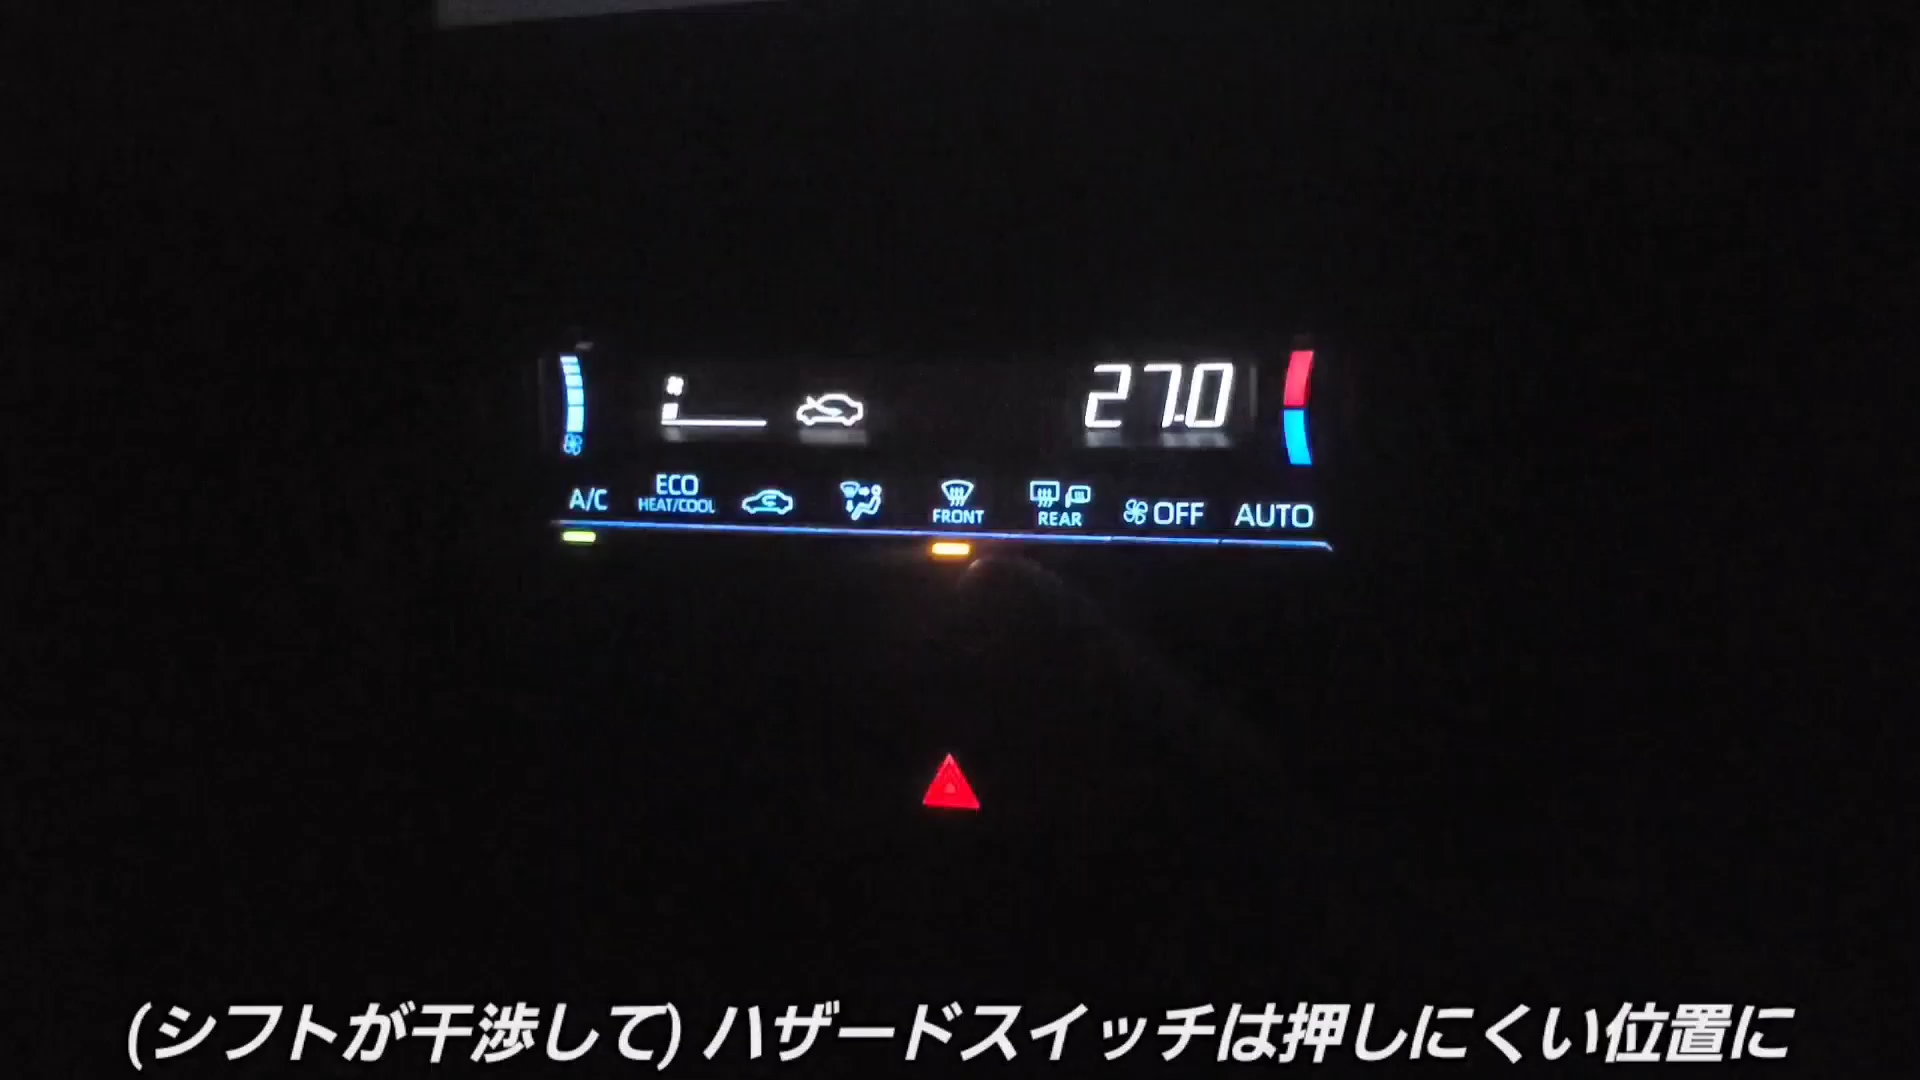 27.0
A/C
ECO
HEAT/COOL
FRONT
REAR
OFF
AUTO
(シフトが干渉して) ハザードスイッチは押しにくい位置に